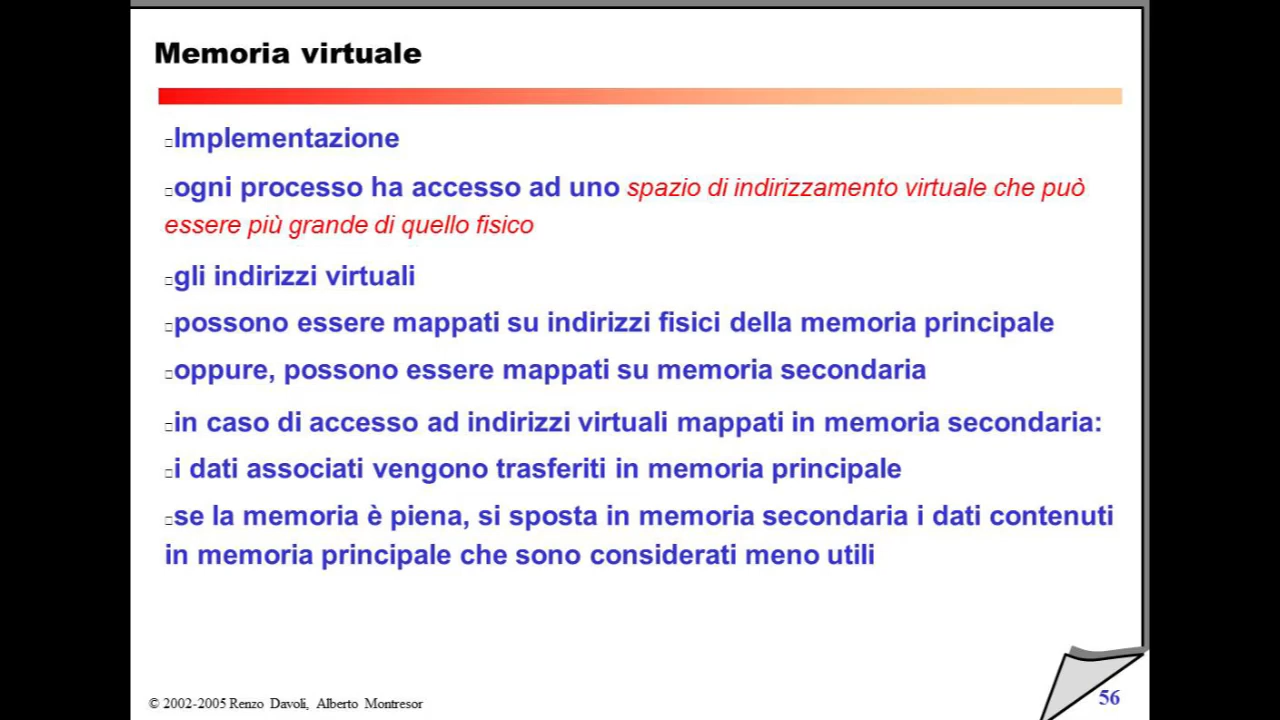 Memoria virtuale
Implementazione
ogni processo ha accesso ad uno spazio di indirizzamento virtuale che può
essere più grande di quello fisico
gli indirizzi virtuali
possono essere mappati su indirizzi fisici della memoria principale
oppure, possono essere mappati su memoria secondaria
in caso di accesso ad indirizzi virtuali mappati in memoria secondaria:
i dati associati vengono trasferiti in memoria principale
se la memoria è piena, si sposta in memoria secondaria i dati contenuti
in memoria principale che sono considerati meno utili
© 2002-2005 Renzo Davoli, Alberto Montresor
56